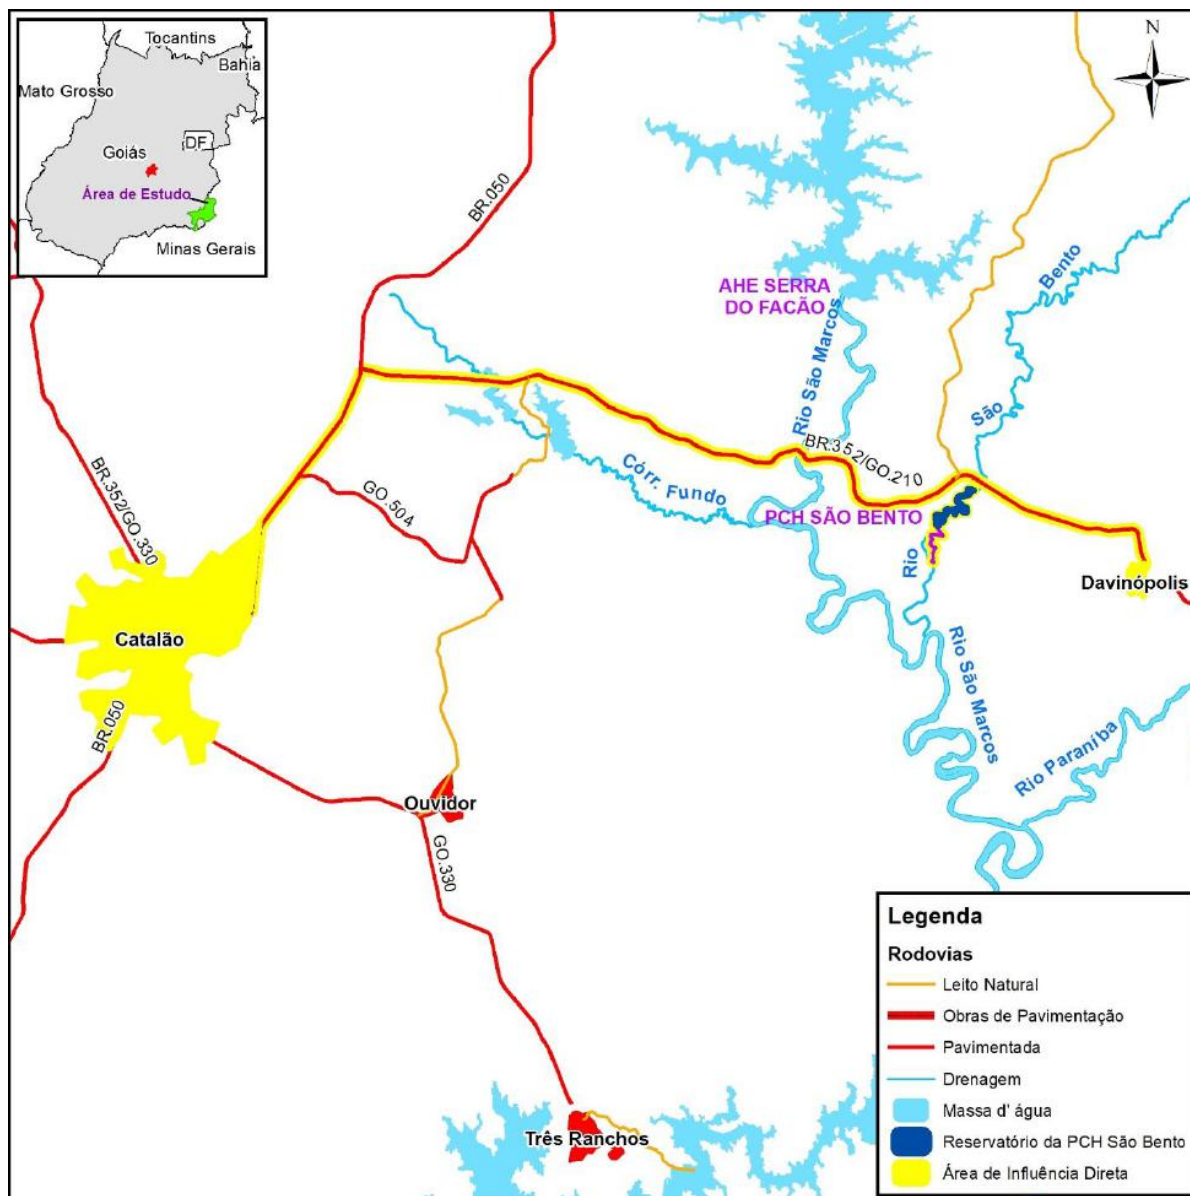 Tocantins
Bahia
Mato Grosso
DF
Goiás
Área de Estudo
Minas Gerais
N
BR.050
Bento
AHE SERRA
DO FACÃO
Rio São Marcos
São
BR.352/GO.210
BR.352/GO.330
GO.504
Córr. Fundo
PCH SÃO BENTO
Rio
Davinópolis
Catalão
Rio São Marcos
BR.050
Rio Paraníba
Ouvidor
GO.330
Três Ranchos
Legenda
Rodovias
Leito Natural
Obras de Pavimentação
Pavimentada
Drenagem
Massa d' água
Reservatório da PCH São Bento
Área de Influência Direta